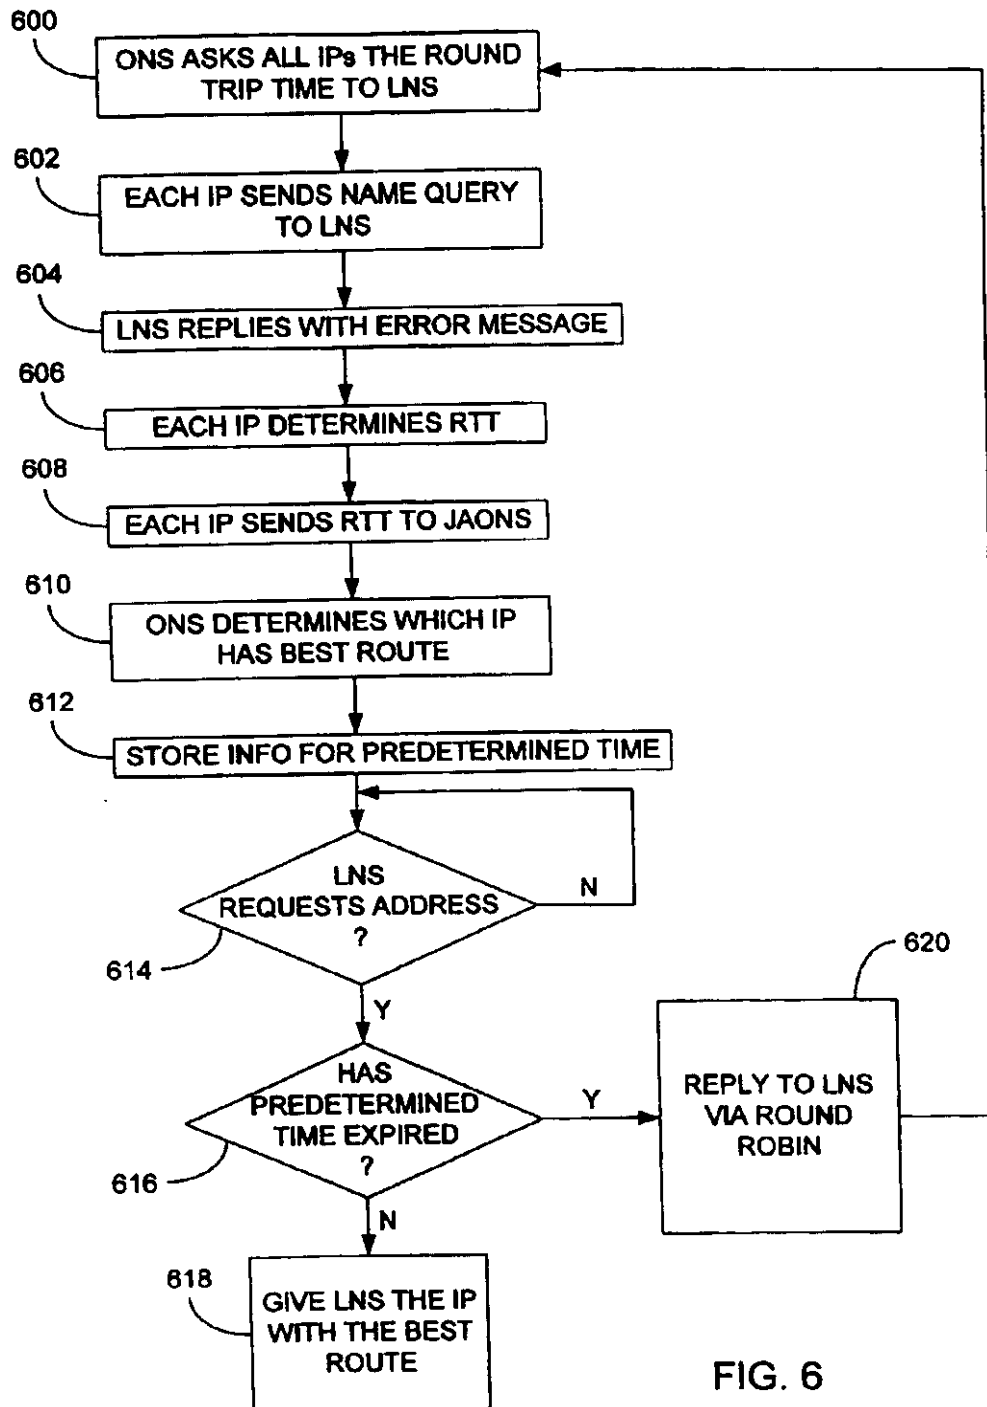 600
ONS ASKS ALL IPs THE ROUND
TRIP TIME TO LNS
602
EACH IP SENDS NAME QUERY
TO LNS
604
LNS REPLIES WITH ERROR MESSAGE
606
EACH IP DETERMINES RTT
608
EACH IP SENDS RTT TO JAONS
610
ONS DETERMINES WHICH IP
HAS BEST ROUTE
612
STORE INFO FOR PREDETERMINED TIME
LNS
REQUESTS ADDRESS
?
N
614
Y
620
HAS
PREDETERMINED
TIME EXPIRED
?
Y
616
N
REPLY TO LNS
VIA ROUND
ROBIN
618
GIVE LNS THE IP
WITH THE BEST
ROUTE
FIG. 6